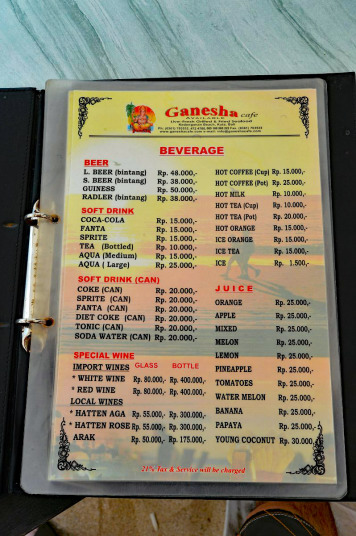 Ganesha cafe
BEVERAGE
BEER
L. BEER (bintang) Rp. 48.000,-
S. BEER (bintang) Rp. 38.000,-
GUINESS Rp. 50.000,-
RADLER (bintang) Rp. 38.000,-
SOFT DRINK
COCA-COLA Rp. 15.000,-
FANTA Rp. 15.000,-
SPRITE Rp. 15.000,-
TEA (Bottled) Rp. 10.000,-
AQUA (Medium) Rp. 15.000,-
AQUA ( Large) Rp. 25.000,-
SOFT DRINK (CAN)
COKE (CAN) Rp. 20.000,-
SPRITE (CAN) Rp. 20.000,-
FANTA (CAN) Rp. 20.000,-
DIET COKE (CAN) Rp. 20.000,-
TONIC (CAN) Rp. 20.000,-
SODA WATER (CAN) Rp. 20.000,-
SPECIAL WINE
IMPORT WINES GLASS BOTTLE
* WHITE WINE Rp. 80.000,- Rp. 400.000,-
* RED WINE Rp. 80.000,- Rp. 400.000,-
LOCAL WINES
* HATTEN AGA Rp. 55.000,- Rp. 300.000,-
* HATTEN ROSE Rp. 55.000,- Rp. 300.000,-
ARAK Rp. 50.000,- Rp. 175.000,-
HOT COFFEE (Cup) Rp. 15.000,-
HOT COFFEE (Pot) Rp. 25.000,-
HOT MILK Rp. 10.000,-
HOT TEA (Cup) Rp. 10.000,-
HOT TEA (Pot) Rp. 20.000,-
HOT ORANGE Rp. 15.000,-
ICE ORANGE Rp. 15.000,-
ICE TEA Rp. 15.000,-
ICE Rp. 1.500,-
JUICE
ORANGE Rp. 25.000,-
APPLE Rp. 25.000,-
MIXED Rp. 25.000,-
MELON Rp. 25.000,-
LEMON Rp. 25.000,-
PINEAPPLE Rp. 25.000,-
TOMATOES Rp. 25.000,-
WATER MELON Rp. 25.000,-
BANANA Rp. 25.000,-
PAPAYA Rp. 25.000,-
YOUNG COCONUT Rp. 30.000,-
21% Tax & Service will be charged